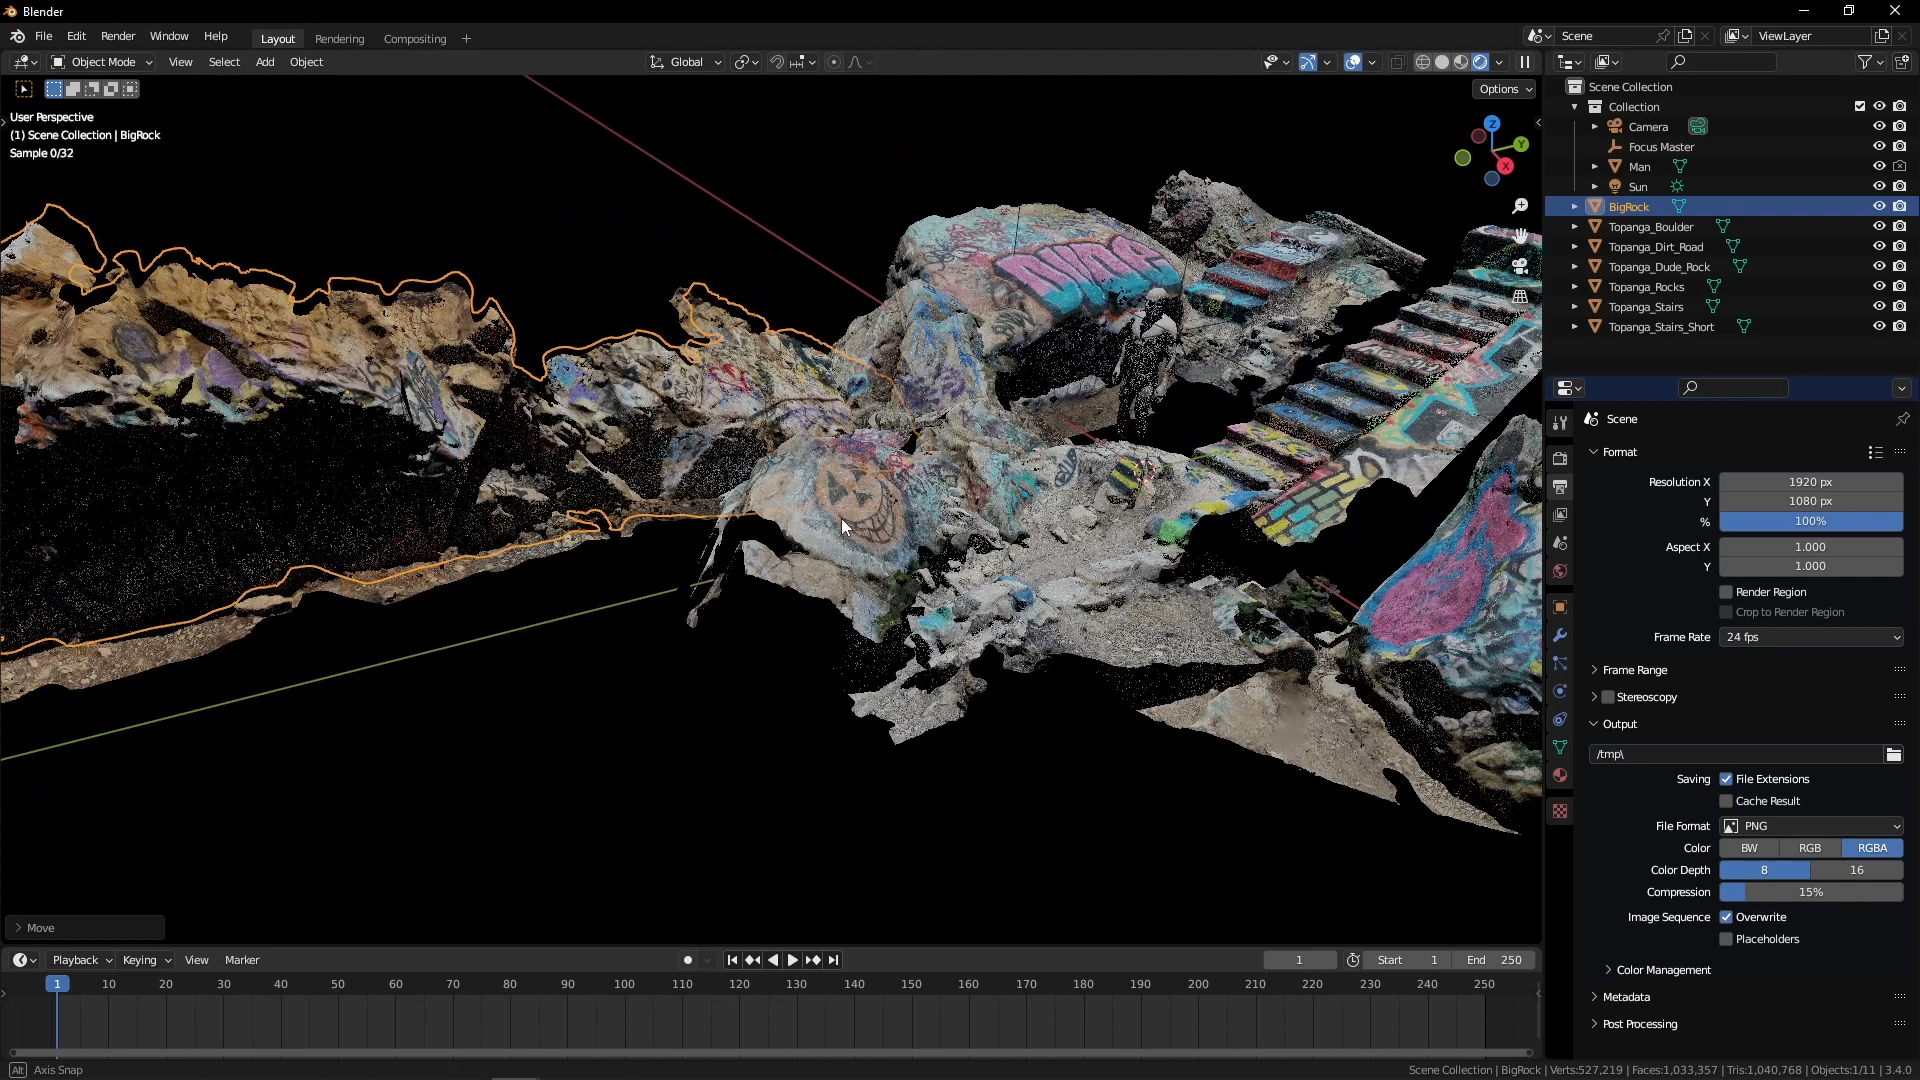 Blender
File Edit Render Window Help Layout Rendering Compositing + Scene ViewLayer
Object Mode View Select Add Object Global
Options
User Perspective
(1) Scene Collection | BigRock
Sample 0/32
Z
Y
X
Scene Collection
Collection
Camera
Focus Master
Man
Sun
BigRock
Topanga_Boulder
Topanga_Dirt_Road
Topanga_Dude_Rock
Topanga_Rocks
Topanga_Stairs
Topanga_Stairs_Short
Scene
Format
Resolution X 1920 px
Y 1080 px
% 100%
Aspect X 1.000
Y 1.000
Render Region
Crop to Render Region
Frame Rate 24 fps
Frame Range
Stereoscopy
Output
/tmp\
Saving File Extensions
Cache Result
File Format PNG
Color BW RGB RGBA
Color Depth 8 16
Compression 15%
Image Sequence Overwrite
Placeholders
Color Management
Metadata
Post Processing
Move
Playback Keying View Marker 1 Start 1 End 250
1 10 20 30 40 50 60 70 80 90 100 110 120 130 140 150 160 170 180 190 200 210 220 230 240 250
Alt Axis Snap
Scene Collection | BigRock | Verts:527,219 | Faces:1,033,357 | Tris:1,040,768 | Objects:1/11 | 3.4.0